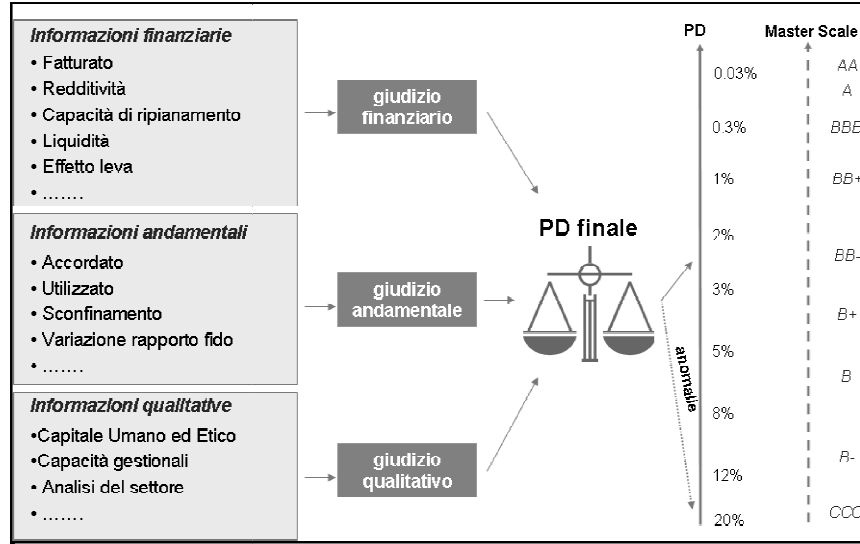 Informazioni finanziarie
• Fatturato
• Redditività
• Capacità di ripianamento
• Liquidità
• Effetto leva
• …….
Informazioni andamentali
• Accordato
• Utilizzato
• Sconfinamento
• Variazione rapporto fido
• …….
Informazioni qualitative
•Capitale Umano ed Etico
•Capacità gestionali
• Analisi del settore
• …….
giudizio
finanziario
giudizio
andamentale
giudizio
qualitativo
PD finale
anomalie
PD
0.03%
0.3%
1%
2%
3%
5%
8%
12%
20%
Master Scale
AA
A
BBB
BB+
BB-
B+
B
B-
CCC